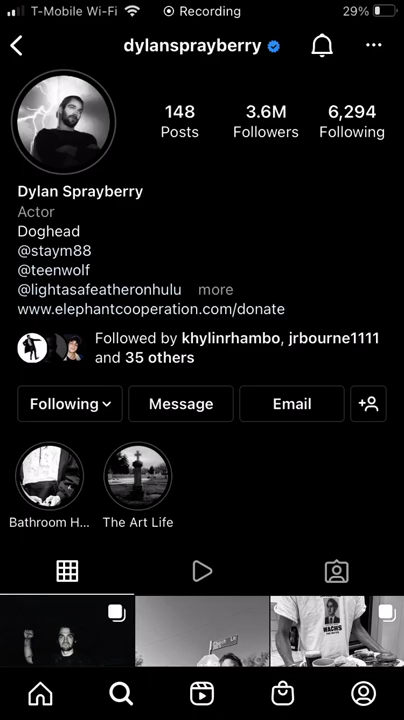 T-Mobile Wi-Fi Recording 29%
dylansprayberry
148 3.6M 6,294
Posts Followers Following
Dylan Sprayberry
Actor
Doghead
@staym88
@teenwolf
@lightasafeatheronhulu more
www.elephantcooperation.com/donate
Followed by khylinrhambo, jrbourne1111
and 35 others
Following Message Email
Bathroom H... The Art Life
WACHS